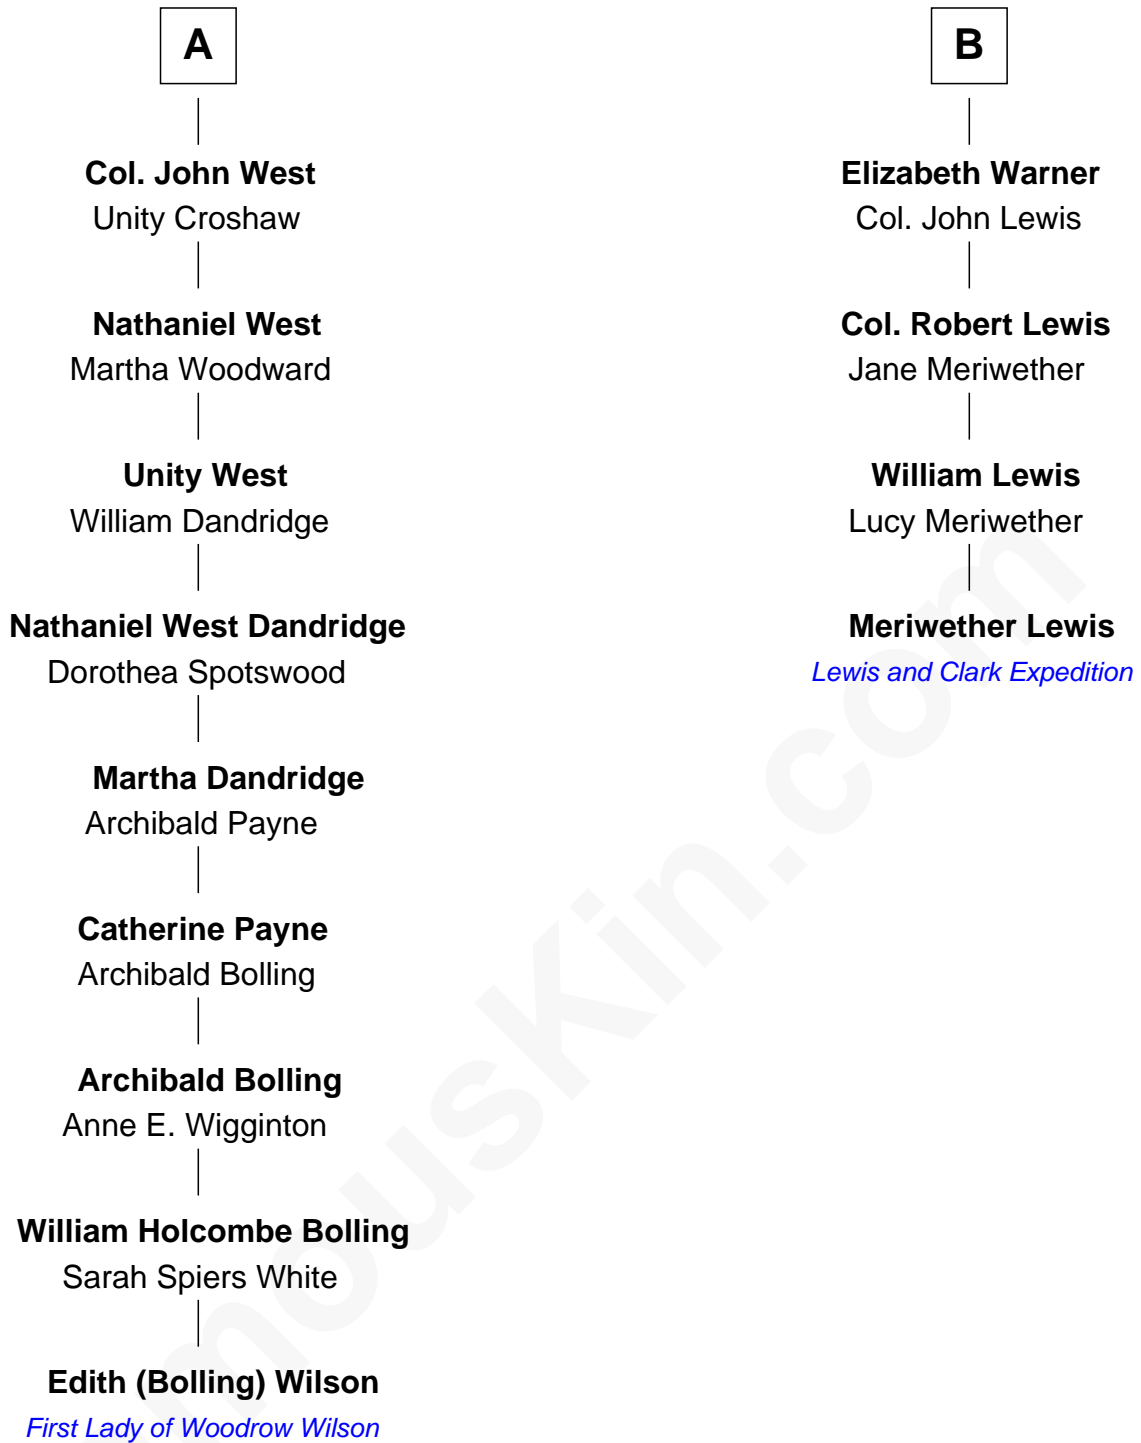 A
Col. John West
Unity Croshaw
Nathaniel West
Martha Woodward
Unity West
William Dandridge
Nathaniel West Dandridge
Dorothea Spotswood
Martha Dandridge
Archibald Payne
Catherine Payne
Archibald Bolling
Archibald Bolling
Anne E. Wigginton
William Holcombe Bolling
Sarah Spiers White
Edith (Bolling) Wilson
First Lady of Woodrow Wilson
B
Elizabeth Warner
Col. John Lewis
Col. Robert Lewis
Jane Meriwether
William Lewis
Lucy Meriwether
Meriwether Lewis
Lewis and Clark Expedition
mouskin.com